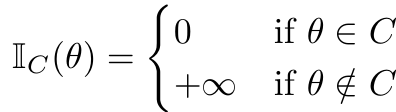 𝕀_C(θ) = { 0 if θ ∈ C
+∞ if θ ∉ C